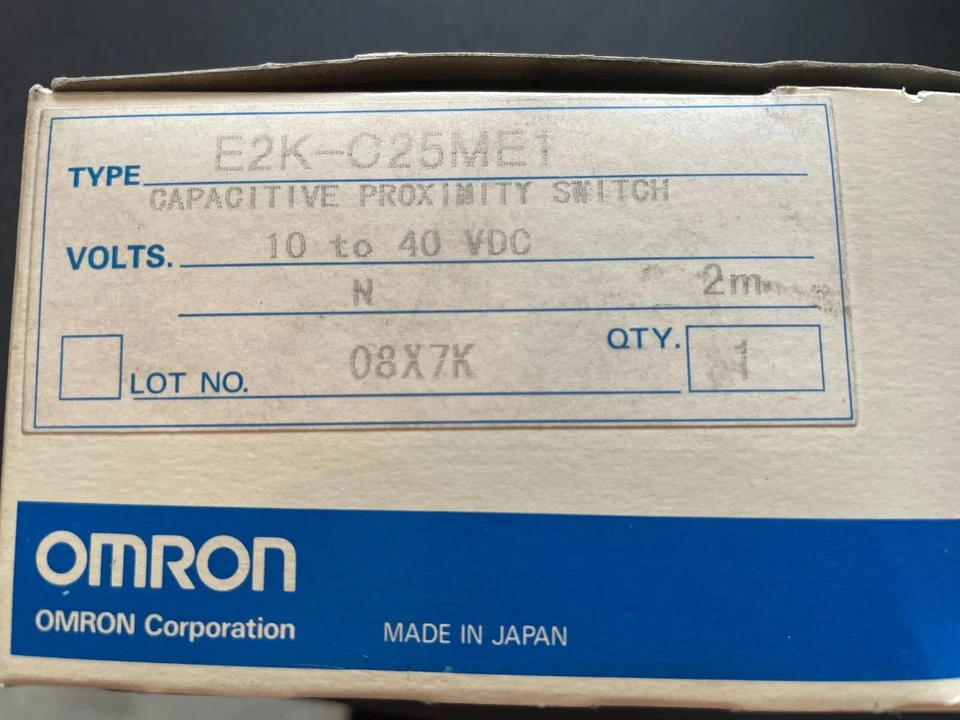 TYPE E2K-C25ME1
CAPACITIVE PROXIMITY SWITCH
VOLTS. 10 to 40 VDC
N 2m
LOT NO. 08X7K QTY. 1
OMRON
OMRON Corporation MADE IN JAPAN